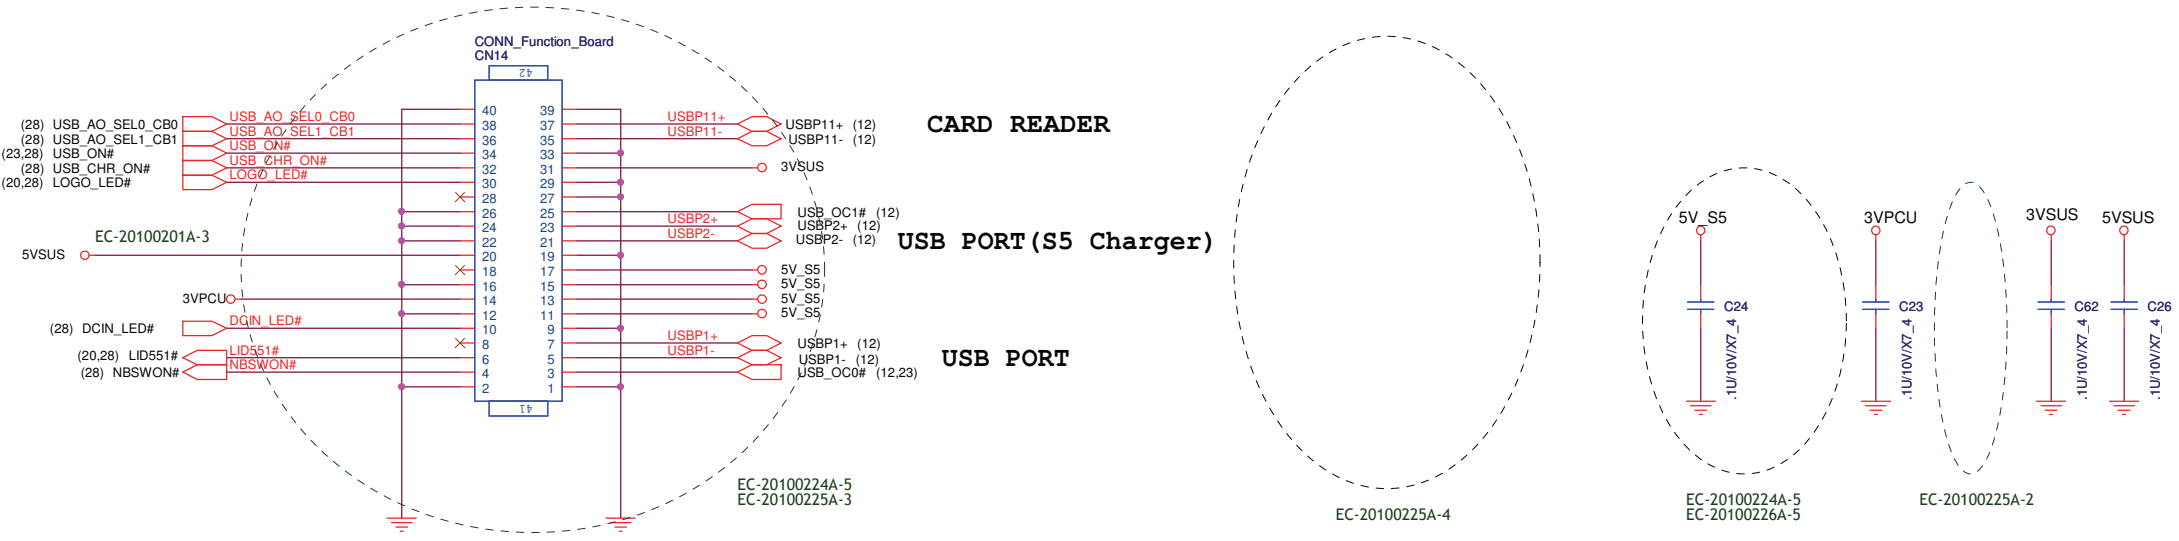 CONN_Function_Board
CN14
42
40 39
(28) USB_AO_SEL0_CB0 USB_AO_SEL0_CB0 38 37 USBP11+ USBP11+ (12)
CARD READER
(28) USB_AO_SEL1_CB1 USB_AO_SEL1_CB1 36 35 USBP11- USBP11- (12)
(23,28) USB_ON# USB_ON# 34 33
(28) USB_CHR_ON# USB_CHR_ON# 32 31 3VSUS
(20,28) LOGO_LED# LOGO_LED# 30 29
28 27
26 25 USB_OC1# (12)
24 23 USBP2+ USBP2+ (12)
EC-20100201A-3
22 21 USBP2- USBP2- (12)
USB PORT(S5 Charger)
5VSUS 20 19
18 17 5V_S5
16 15 5V_S5
3VPCU 14 13 5V_S5
12 11 5V_S5
(28) DCIN_LED# DCIN_LED# 10 9
8 7 USBP1+ USBP1+ (12)
(20,28) LID551# LID551# 6 5 USBP1- USBP1- (12)
USB PORT
(28) NBSWON# NBSWON# 4 3 USB_OC0# (12,23)
2 1
41
EC-20100224A-5
EC-20100225A-3
EC-20100225A-4
5V_S5
C24
.1U/10V/X7_4
EC-20100224A-5
EC-20100226A-5
3VPCU
C23
.1U/10V/X7_4
EC-20100225A-2
3VSUS
C62
.1U/10V/X7_4
5VSUS
C26
.1U/10V/X7_4